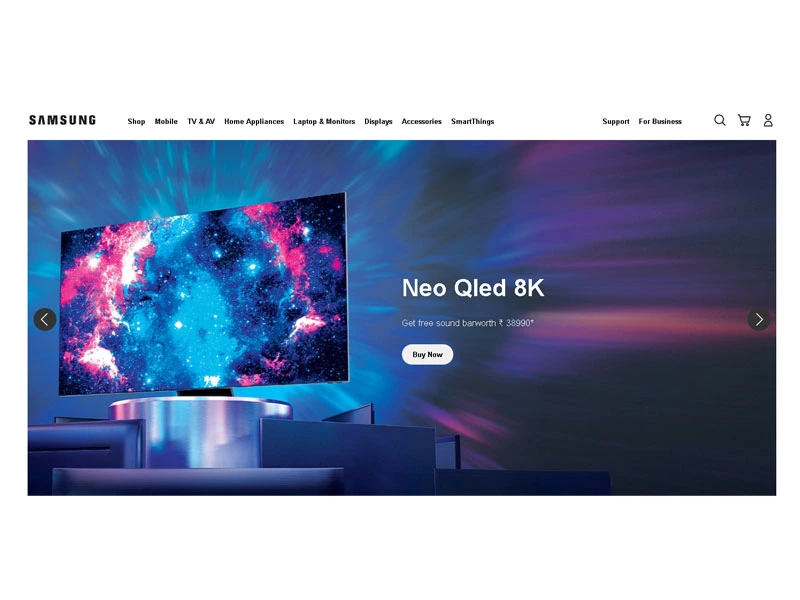 SAMSUNG
Shop Mobile TV & AV Home Appliances Laptop & Monitors Displays Accessories SmartThings Support For Business
Neo Qled 8K
Get free sound barworth ₹ 38990*
Buy Now